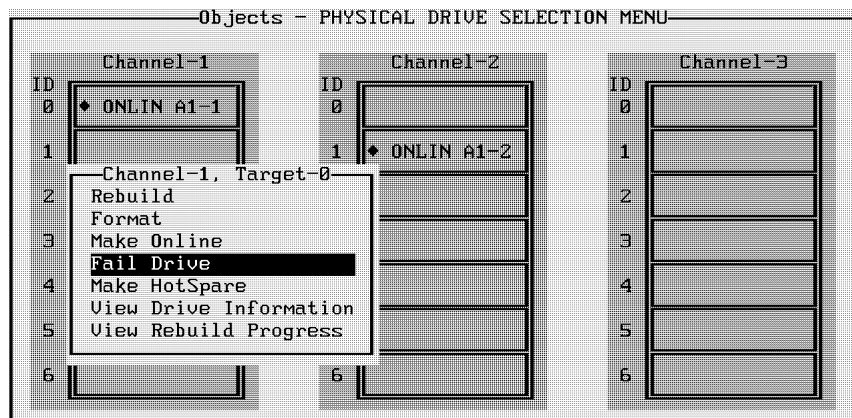 Objects - PHYSICAL DRIVE SELECTION MENU
Channel-1 Channel-2 Channel-3
ID ID ID
0 ♦ ONLIN A1-1 0 0
1 1 ♦ ONLIN A1-2 1
Channel-1, Target-0
2 Rebuild 2
Format
3 Make Online 3
Fail Drive
4 Make HotSpare 4
View Drive Information
5 View Rebuild Progress 5
6 6 6